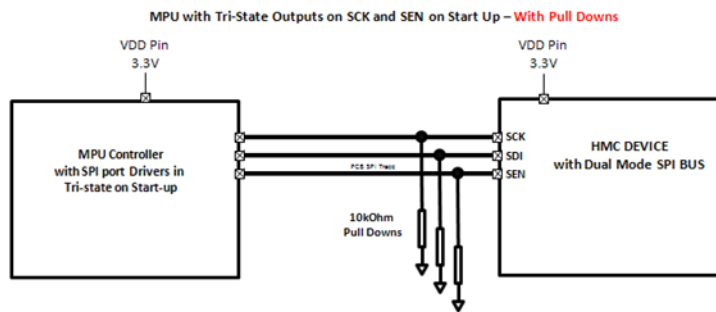 MPU with Tri-State Outputs on SCK and SEN on Start Up – With Pull Downs
VDD Pin
3.3V
VDD Pin
3.3V
MPU Controller
with SPI port Drivers in
Tri-state on Start-up
SCK
SDI
SEN
PCB SPI Trace
HMC DEVICE
with Dual Mode SPI BUS
10kOhm
Pull Downs